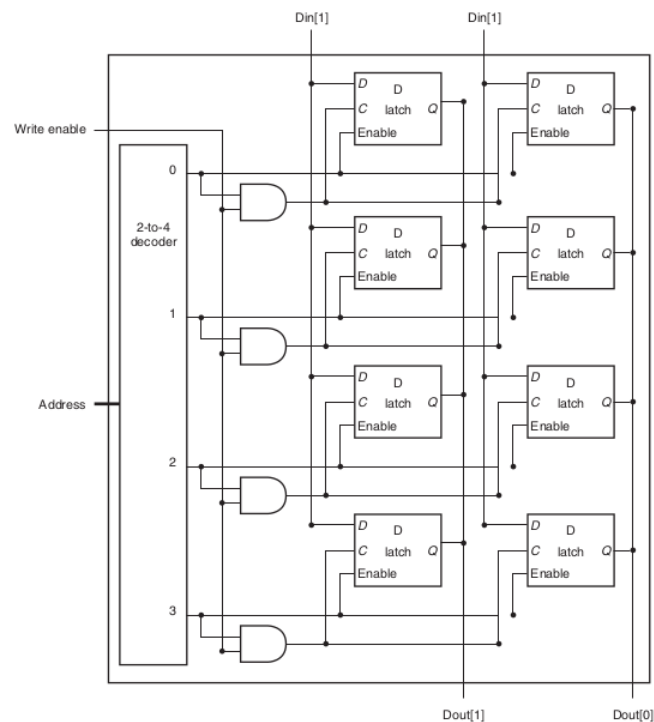 Din[1] Din[1]
D D D D
C latch Q C latch Q
Write enable Enable Enable
0
2-to-4
decoder
D D D D
C latch Q C latch Q
Enable Enable
1
D D D D
Address C latch Q C latch Q
Enable Enable
2
D D D D
C latch Q C latch Q
Enable Enable
3
Dout[1] Dout[0]